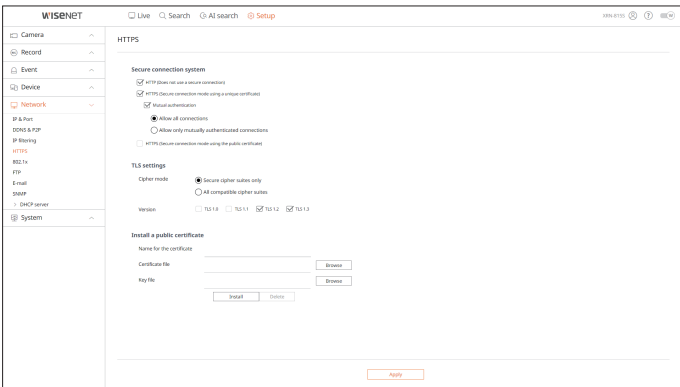 WISENET
Live Search AI search Setup
XRN-815S
Camera
Record
Event
Device
Network
IP & Port
DDNS & P2P
IP filtering
HTTPS
802.1x
FTP
E-mail
SNMP
DHCP server
System
HTTPS
Secure connection system
HTTP (Does not use a secure connection)
HTTPS (Secure connection mode using a unique certificate)
Mutual authentication
Allow all connections
Allow only mutually authenticated connections
HTTPS (Secure connection mode using the public certificate)
TLS settings
Cipher mode
Secure cipher suites only
All compatible cipher suites
Version TLS 1.0 TLS 1.1 TLS 1.2 TLS 1.3
Install a public certificate
Name for the certificate
Certificate file Browse
Key file Browse
Install Delete
Apply